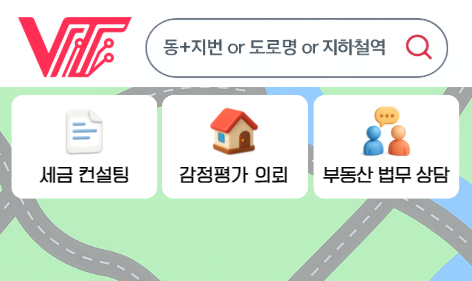 동+지번 or 도로명 or 지하철역
세금 컨설팅
감정평가 의뢰
부동산 법무 상담